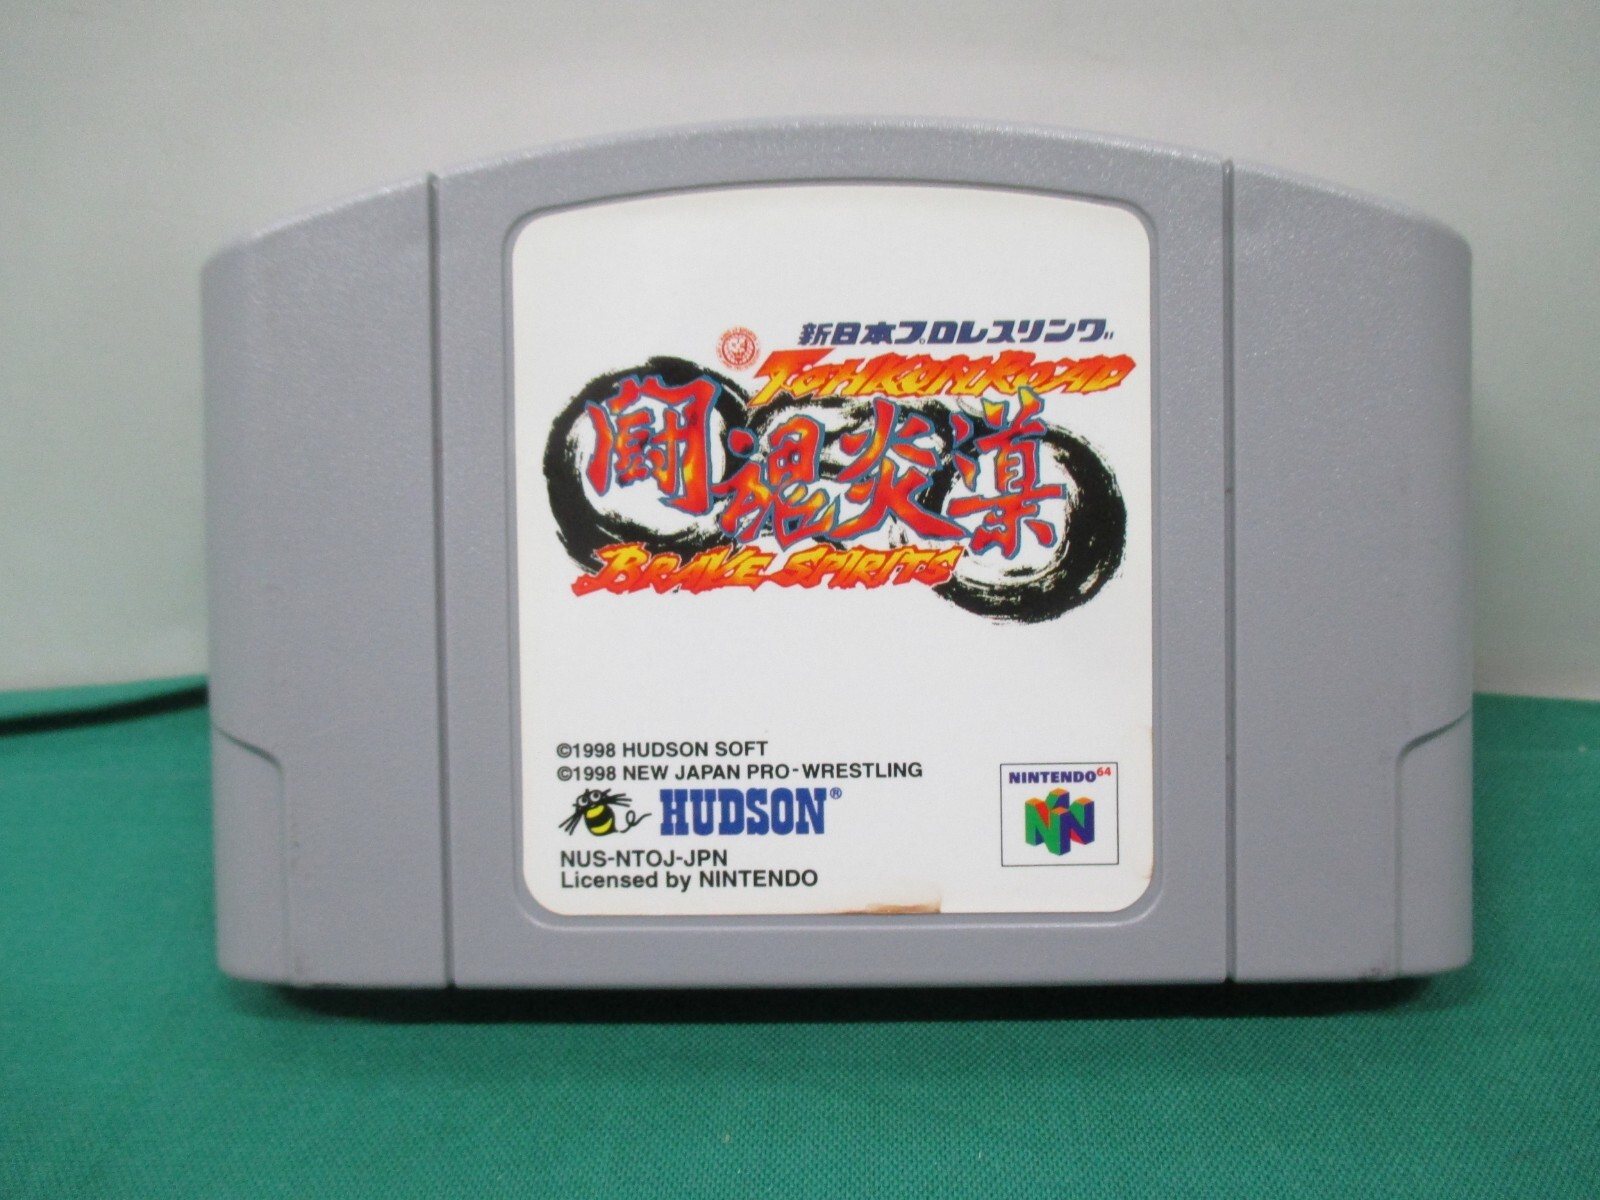 新日本プロレスリング
TOHKON ROAD
闘魂炎導
BRAVE SPIRITS
©1998 HUDSON SOFT
©1998 NEW JAPAN PRO-WRESTLING
HUDSON®
NINTENDO64
NUS-NTOJ-JPN
Licensed by NINTENDO